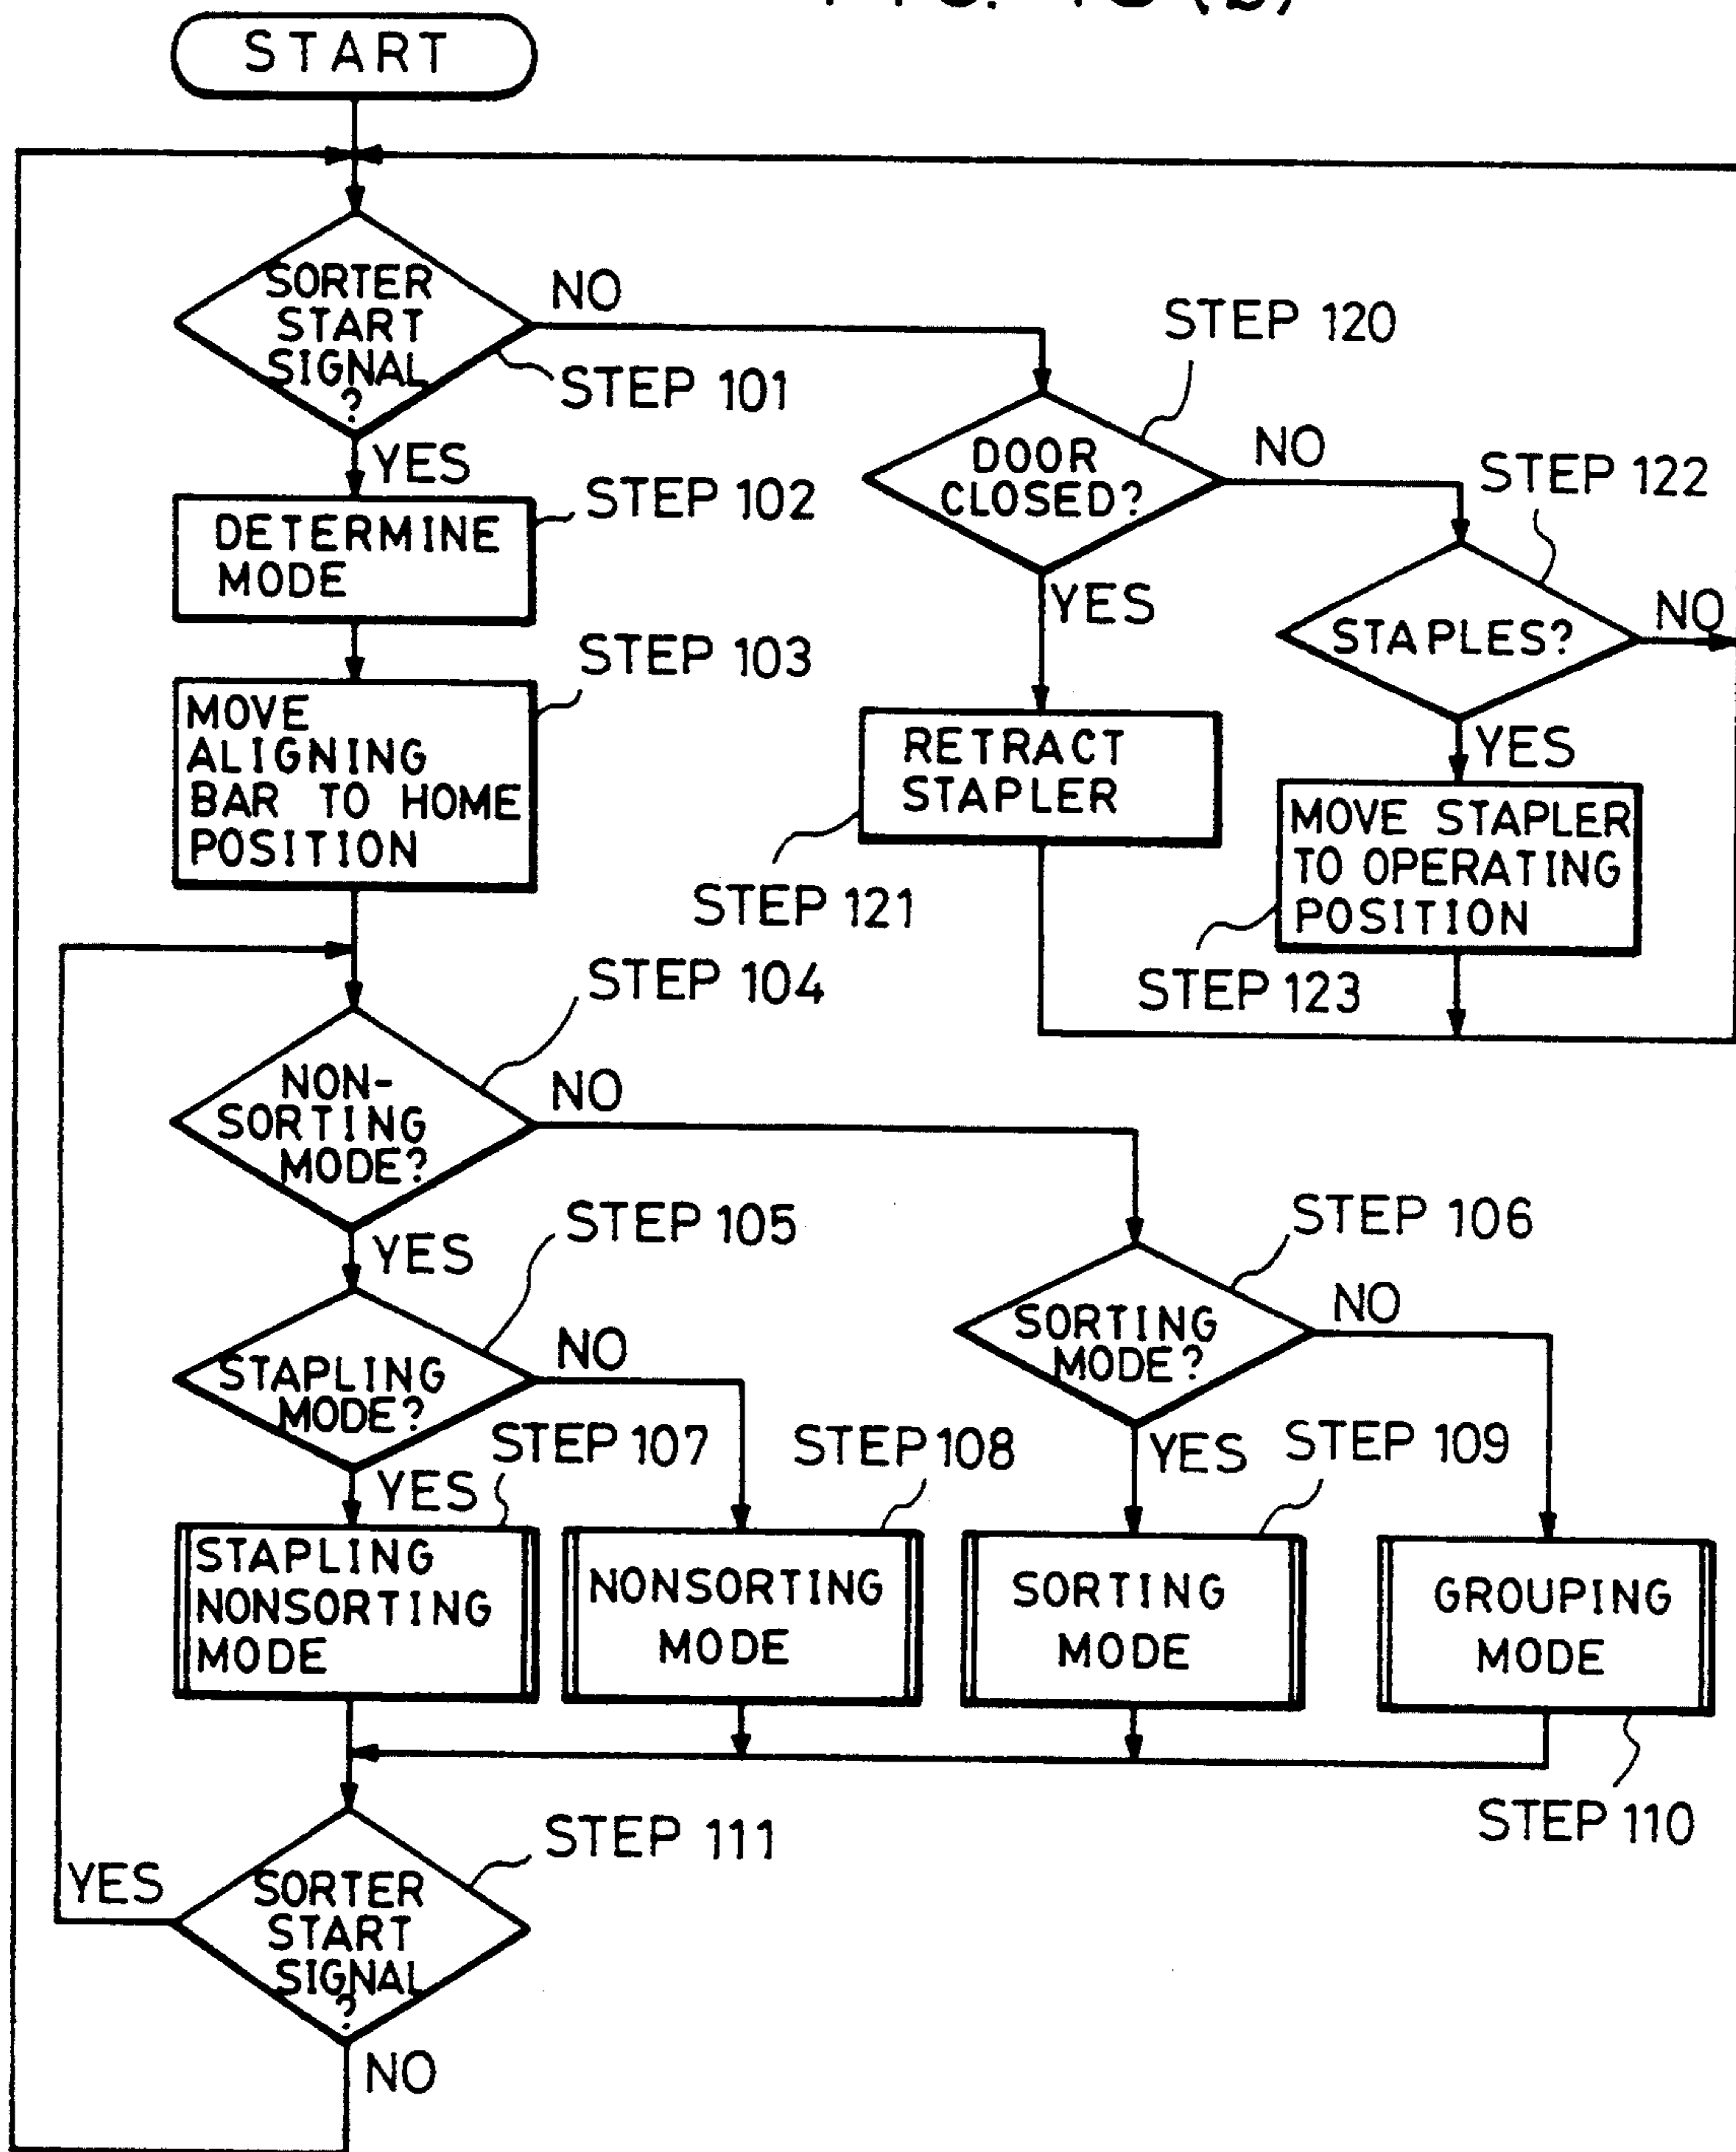 START
SORTER
START
SIGNAL
?
NO
STEP 101
YES
STEP 120
DOOR
CLOSED?
NO
STEP 122
STEP 102
DETERMINE
MODE
YES
STAPLES?
NO
STEP 103
MOVE
ALIGNING
BAR TO HOME
POSITION
RETRACT
STAPLER
YES
MOVE STAPLER
TO OPERATING
POSITION
STEP 121
STEP 123
STEP 104
NON-
SORTING
MODE?
NO
YES
STEP 105
STEP 106
STAPLING
MODE?
NO
SORTING
MODE?
NO
STEP 107
STEP 108
YES
STEP 109
YES
STAPLING
NONSORTING
MODE
NONSORTING
MODE
SORTING
MODE
GROUPING
MODE
STEP 110
STEP 111
YES
SORTER
START
SIGNAL
?
NO